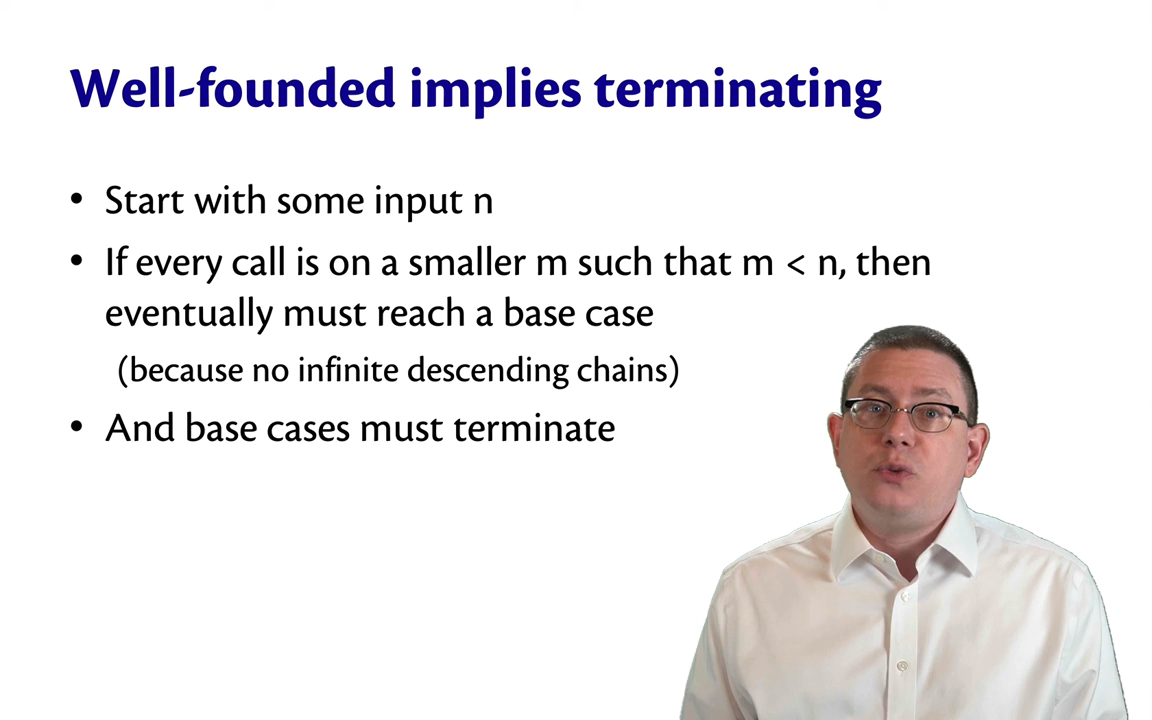 Well-founded implies terminating
• Start with some input n
• If every call is on a smaller m such that m < n, then
eventually must reach a base case
(because no infinite descending chains)
• And base cases must terminate